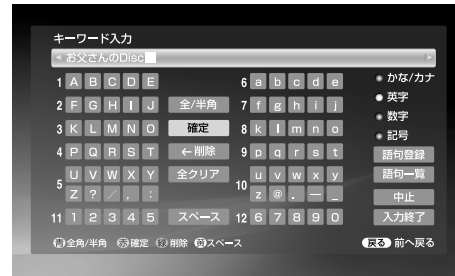 キーワード入力
お父さんのDisc
1 A B C D E 6 a b c d e かな/カナ
2 F G H I J 全/半角 7 f g h i j 英字
3 K L M N O 確定 8 k l m n o 数字
4 P Q R S T ←削除 9 p q r s t 記号
語句登録
5 U V W X Y 全クリア 10 u v w x y 語句一覧
Z ? / , : z @ . — _ 中止
11 1 2 3 4 5 スペース 12 6 7 8 9 0 入力終了
青 全角/半角 赤 確定 緑 削除 黄 スペース 戻る 前へ戻る